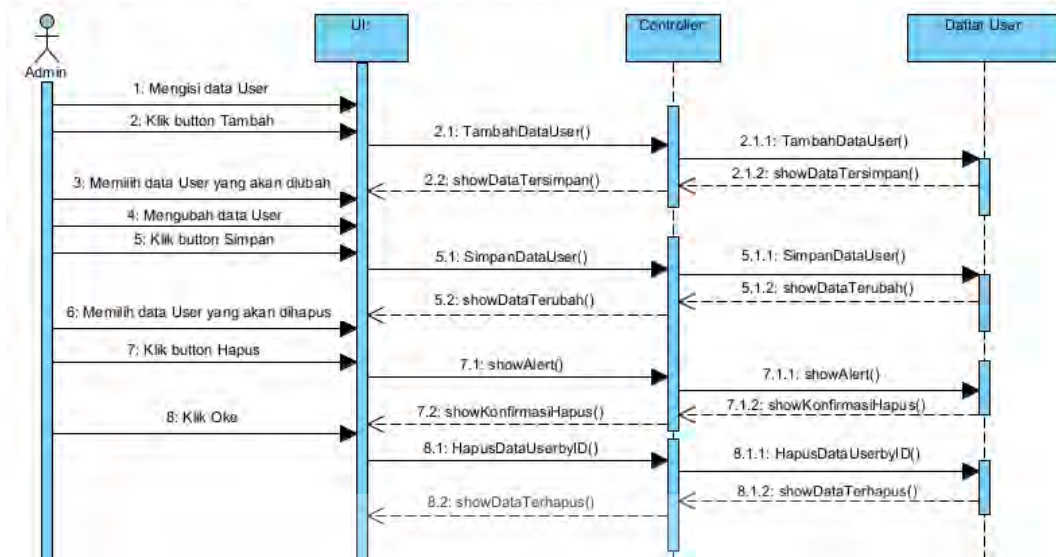 UI:
Controller
Daftar User
Admin
1: Mengisi data User
2: Klik button Tambah
2.1: TambahDataUser()
2.1.1: TambahDataUser()
2.1.2: showDataTersimpan()
2.2: showDataTersimpan()
3: Memilih data User yang akan diubah
4: Mengubah data User
5: Klik button Simpan
5.1: SimpanDataUser()
5.1.1: SimpanDataUser()
5.1.2: showDataTerubah()
5.2: showDataTerubah()
6: Memilih data User yang akan dihapus
7: Klik button Hapus
7.1: showAlert()
7.1.1: showAlert()
7.1.2: showKonfirmasiHapus()
7.2: showKonfirmasiHapus()
8: Klik Oke
8.1: HapusDataUserbyID()
8.1.1: HapusDataUserbyID()
8.1.2: showDataTerhapus()
8.2: showDataTerhapus()